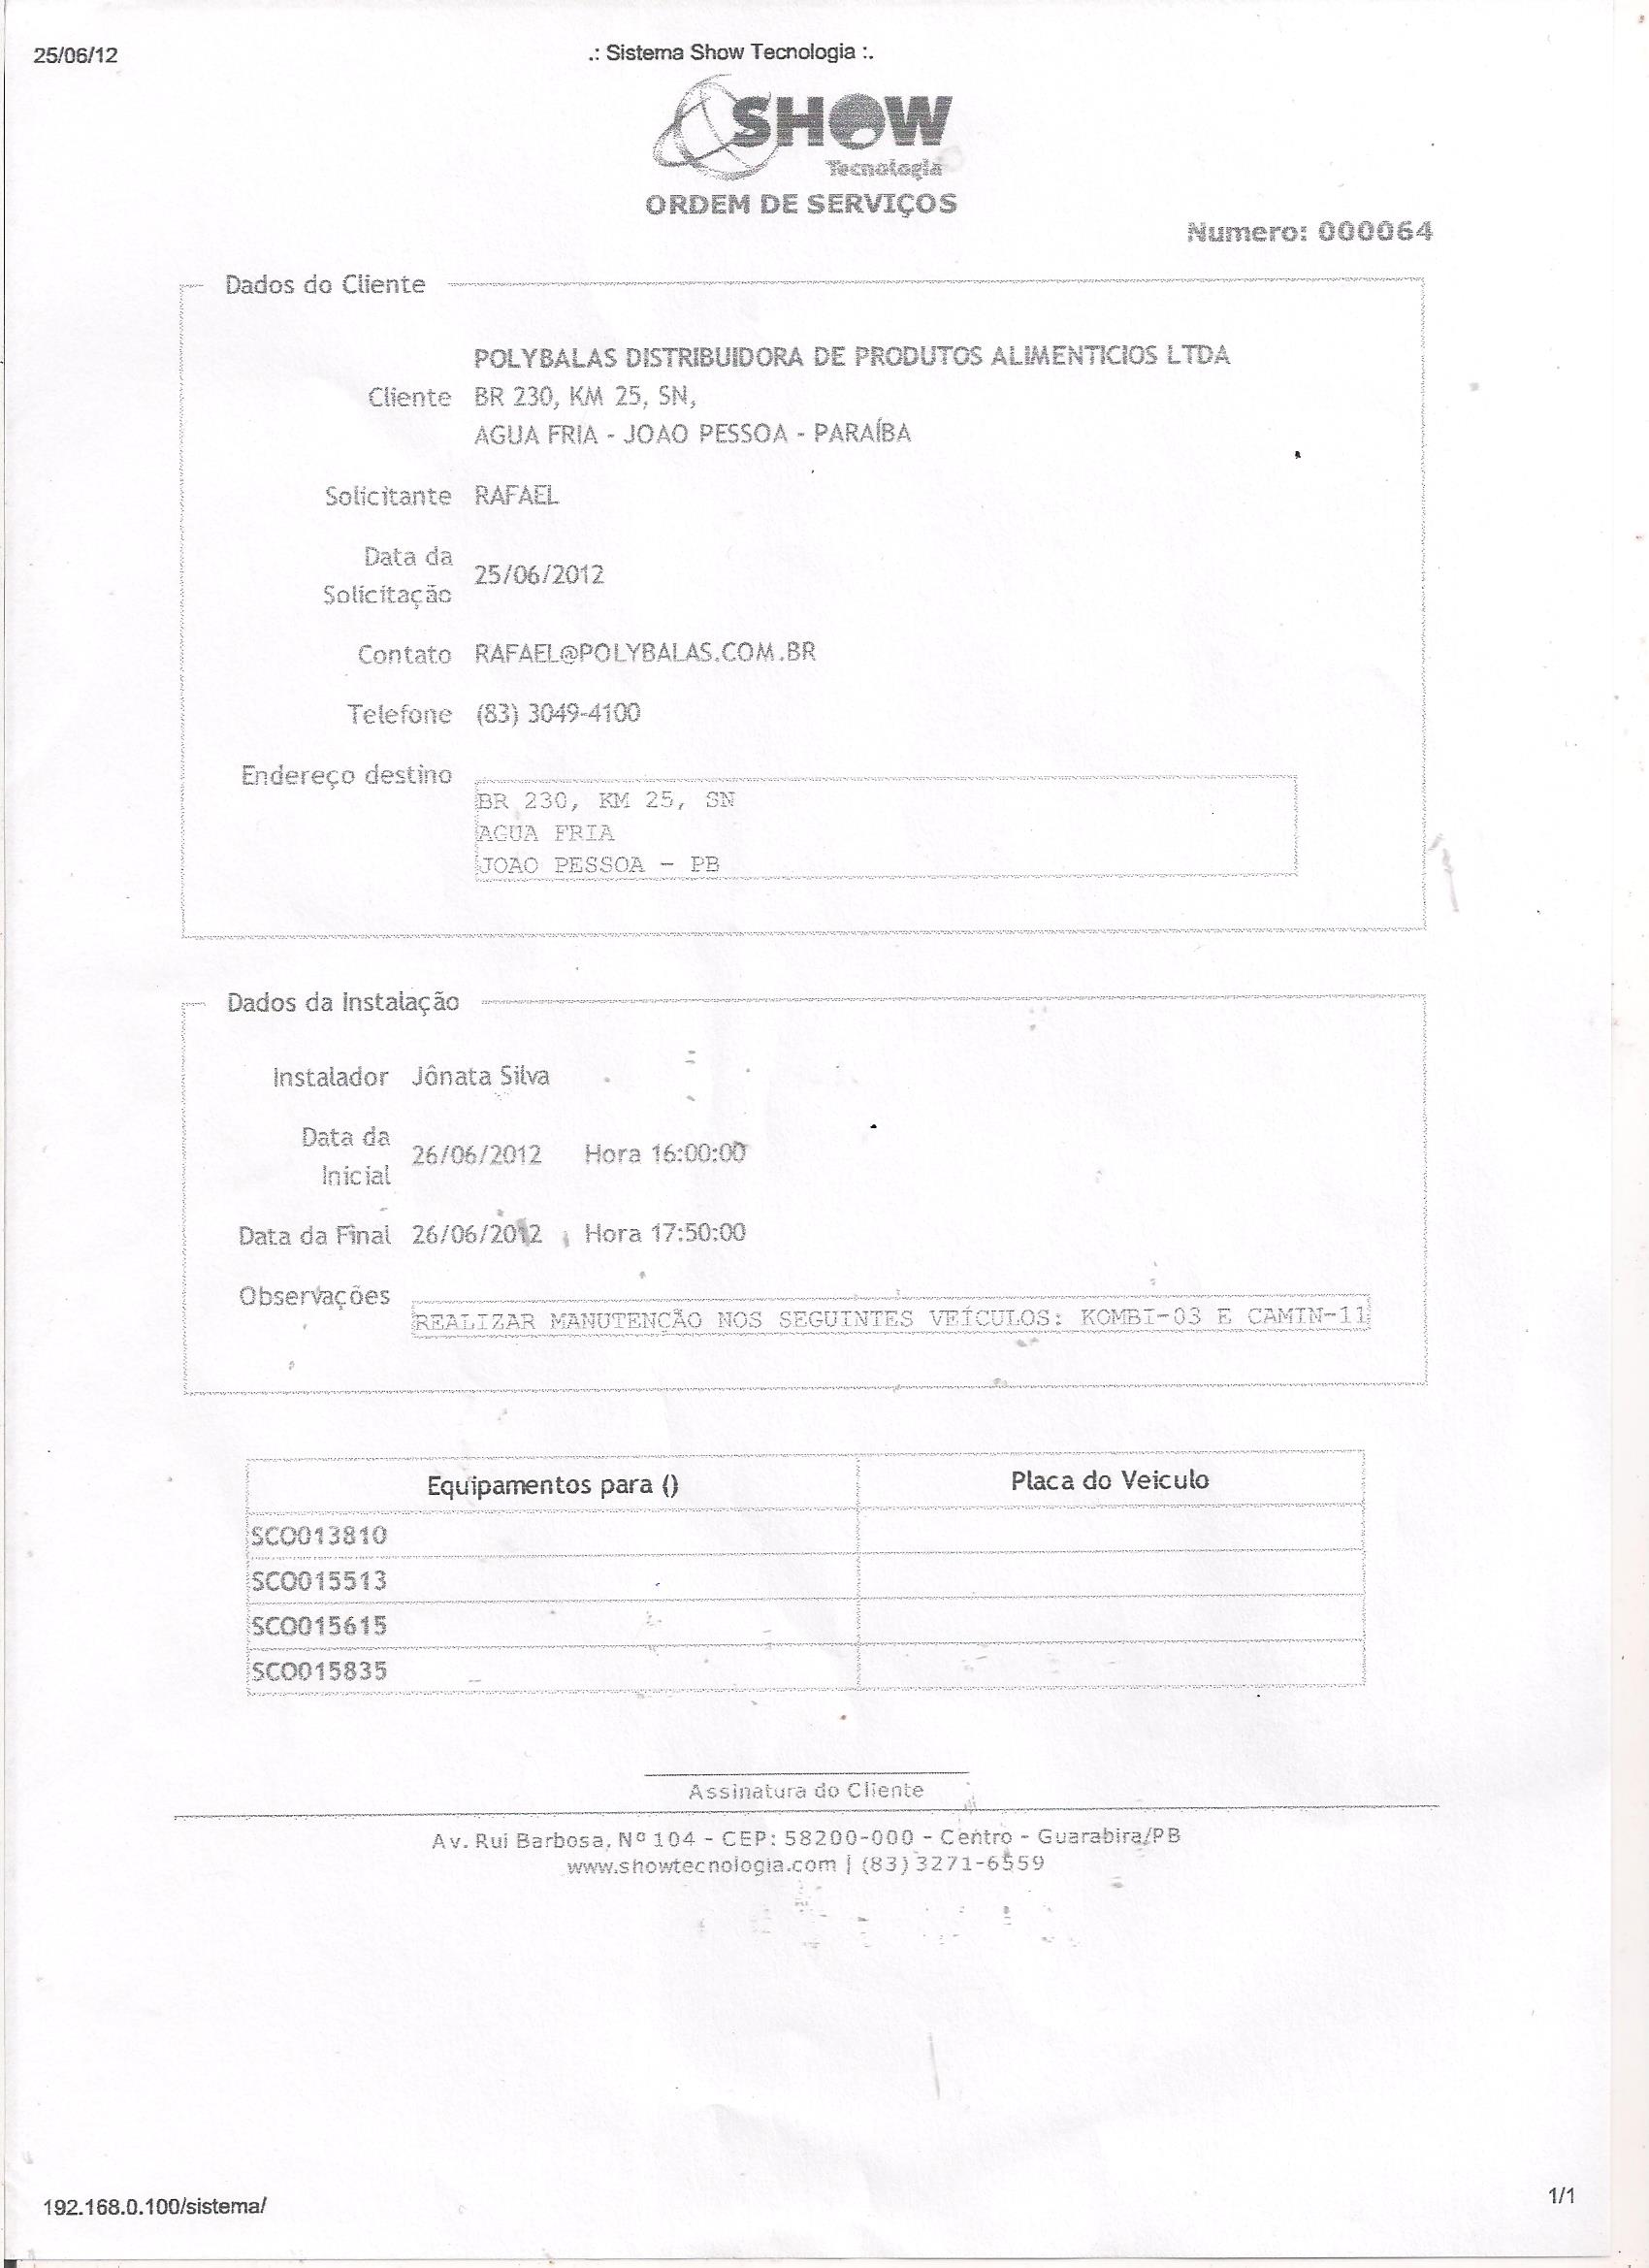 25/06/12
.: Sistema Show Tecnologia :.
SHOW
Tecnologia
ORDEM DE SERVIÇOS
Numero: 000064
Dados do Cliente
POLYBALAS DISTRIBUIDORA DE PRODUTOS ALIMENTICIOS LTDA
Cliente BR 230, KM 25, SN,
AGUA FRIA - JOAO PESSOA - PARAÍBA
Solicitante RAFAEL
Data da
Solicitação 25/06/2012
Contato RAFAEL@POLYBALAS.COM.BR
Telefone (83) 3049-4100
Endereço destino
BR 230, KM 25, SN
AGUA FRIA
JOAO PESSOA - PB
Dados da Instalação
Instalador Jônata Silva
Data da
Inicial 26/06/2012 Hora 16:00:00
Data da Final 26/06/2012 Hora 17:50:00
Observações
REALIZAR MANUTENCÃO NOS SEGUINTES VEÍCULOS: KOMBI-03 E CAMIN-11
Equipamentos para () Placa do Veiculo
SCO013810
SCO015513
SCO015615
SCO015835
Assinatura do Cliente
Av. Rui Barbosa, Nº 104 - CEP: 58200-000 - Centro - Guarabira/PB
www.showtecnologia.com | (83) 3271-6559
192.168.0.100/sistema/
1/1